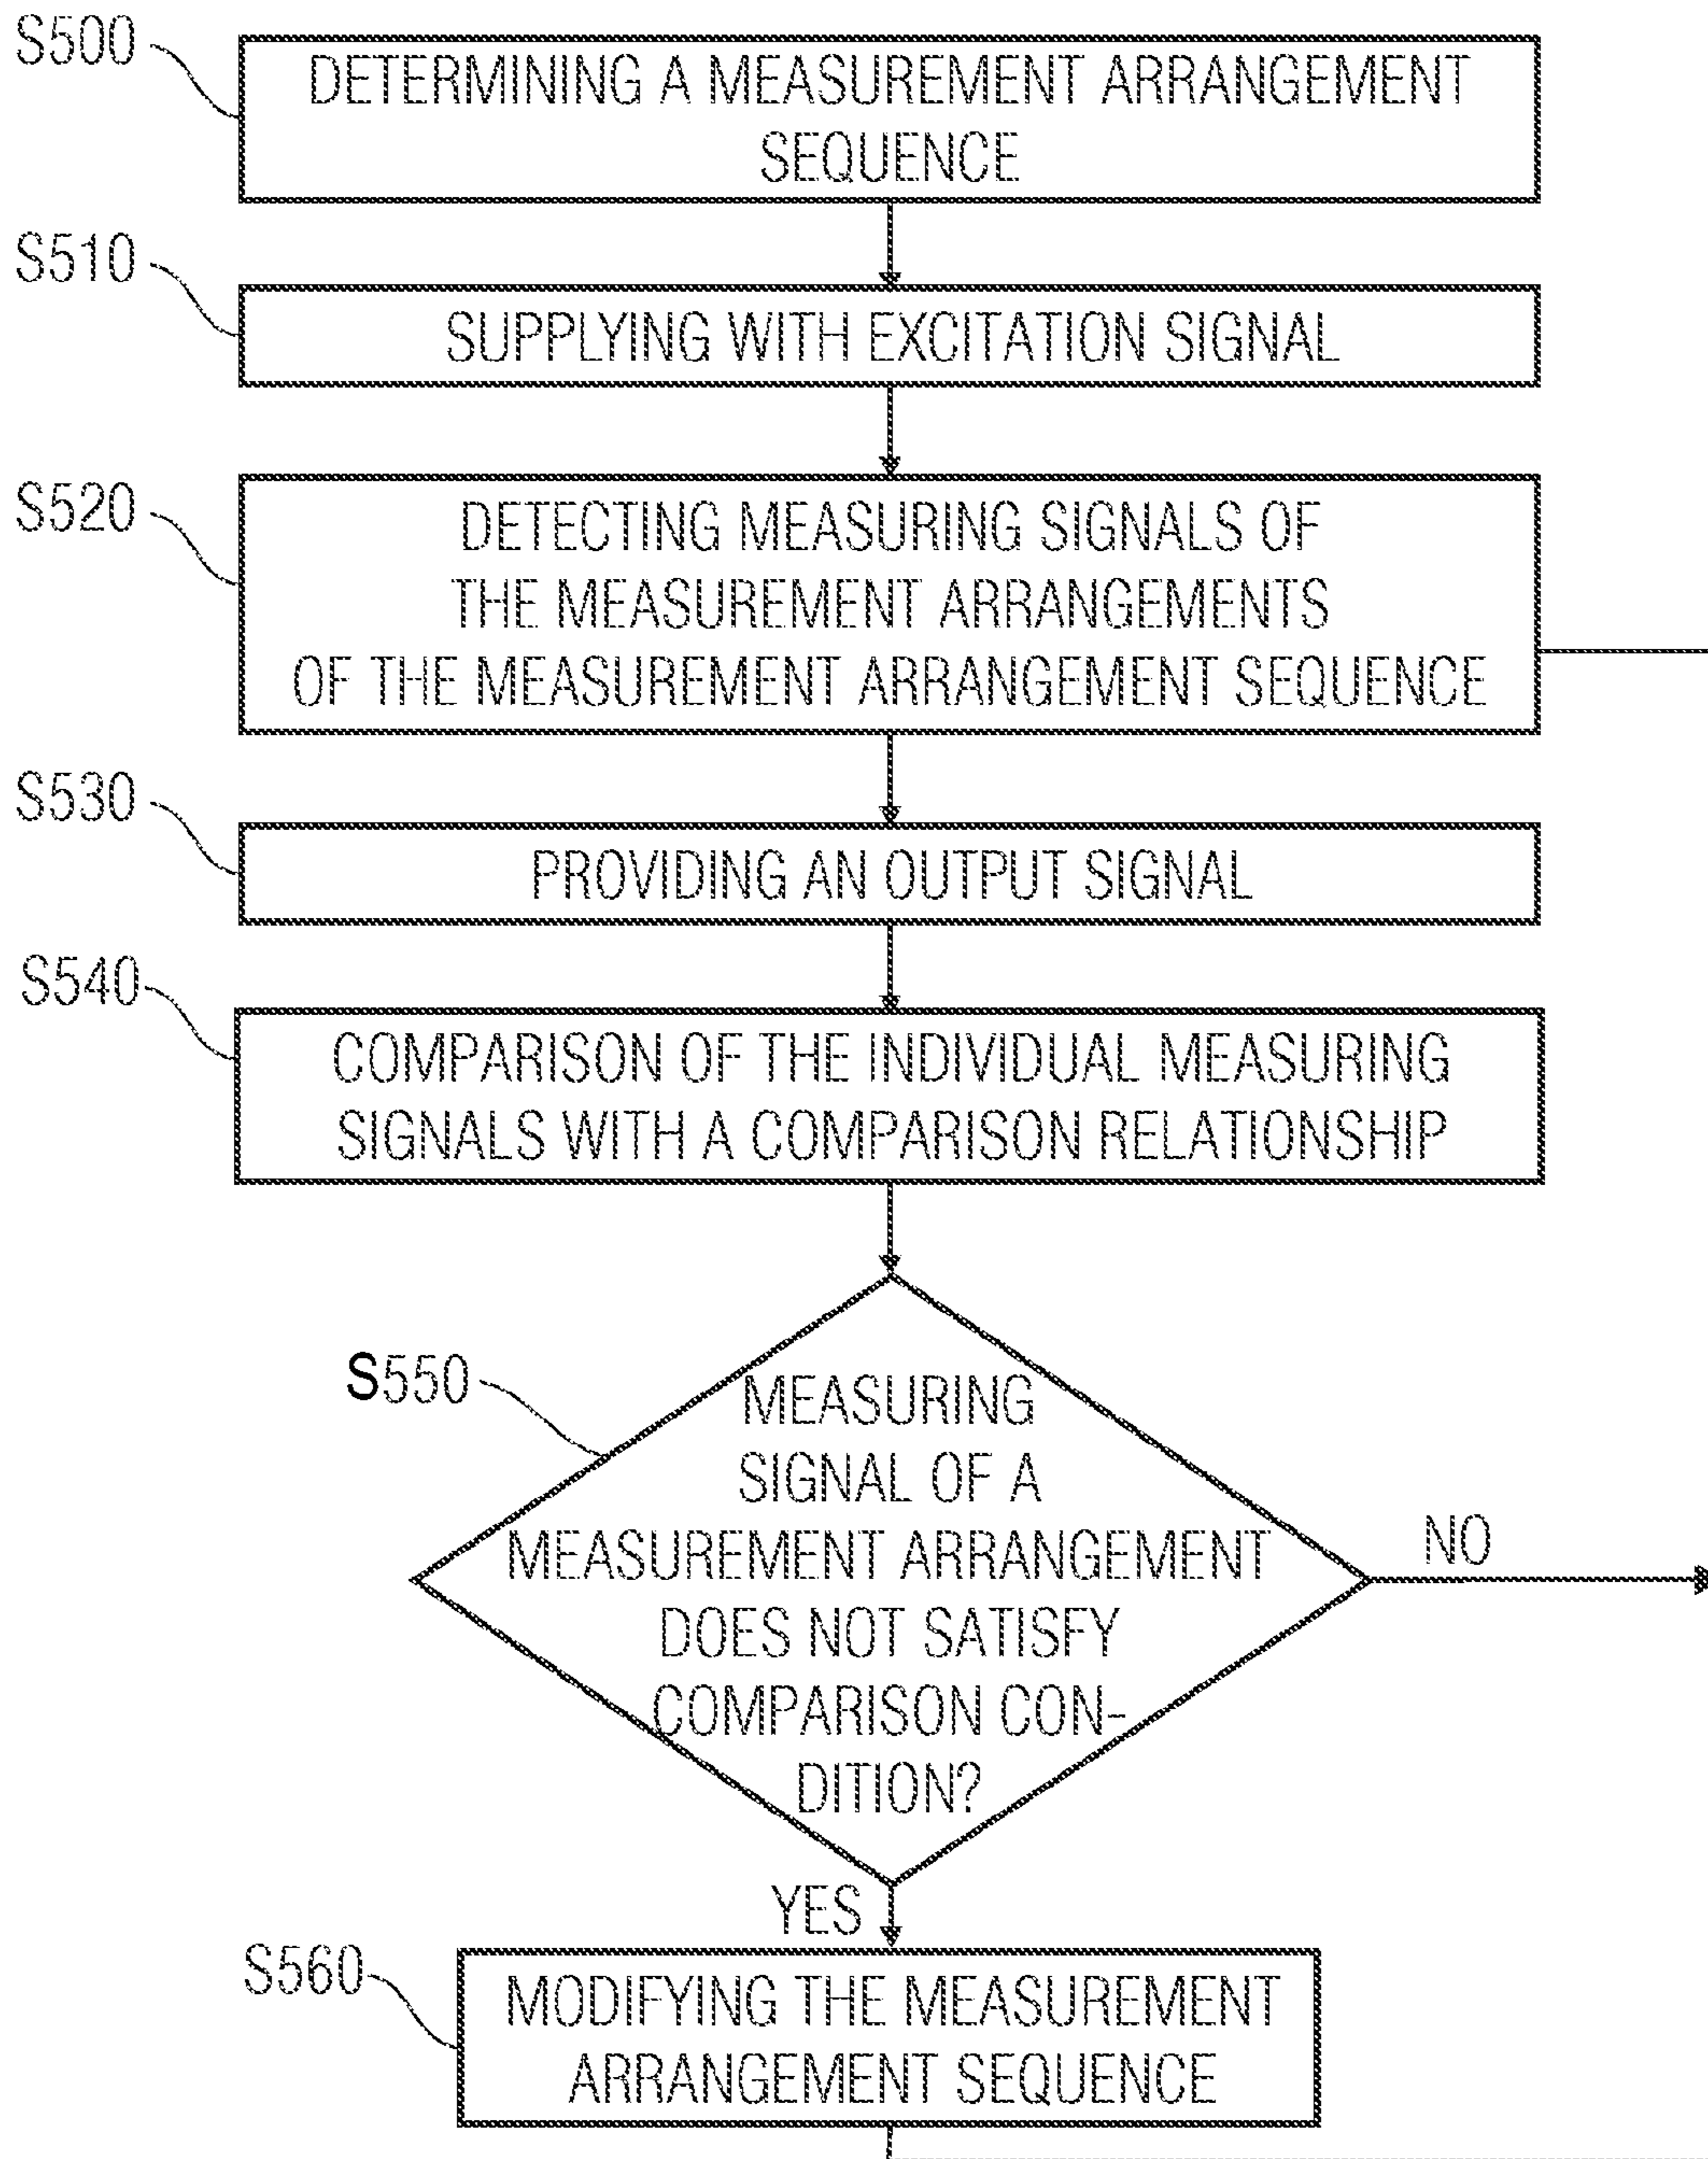 S500
DETERMINING A MEASUREMENT ARRANGEMENT
SEQUENCE
S510
SUPPLYING WITH EXCITATION SIGNAL
S520
DETECTING MEASURING SIGNALS OF
THE MEASUREMENT ARRANGEMENTS
OF THE MEASUREMENT ARRANGEMENT SEQUENCE
S530
PROVIDING AN OUTPUT SIGNAL
S540
COMPARISON OF THE INDIVIDUAL MEASURING
SIGNALS WITH A COMPARISON RELATIONSHIP
S550
MEASURING
SIGNAL OF A
MEASUREMENT ARRANGEMENT
DOES NOT SATISFY
COMPARISON CON-
DITION?
NO
YES
S560
MODIFYING THE MEASUREMENT
ARRANGEMENT SEQUENCE